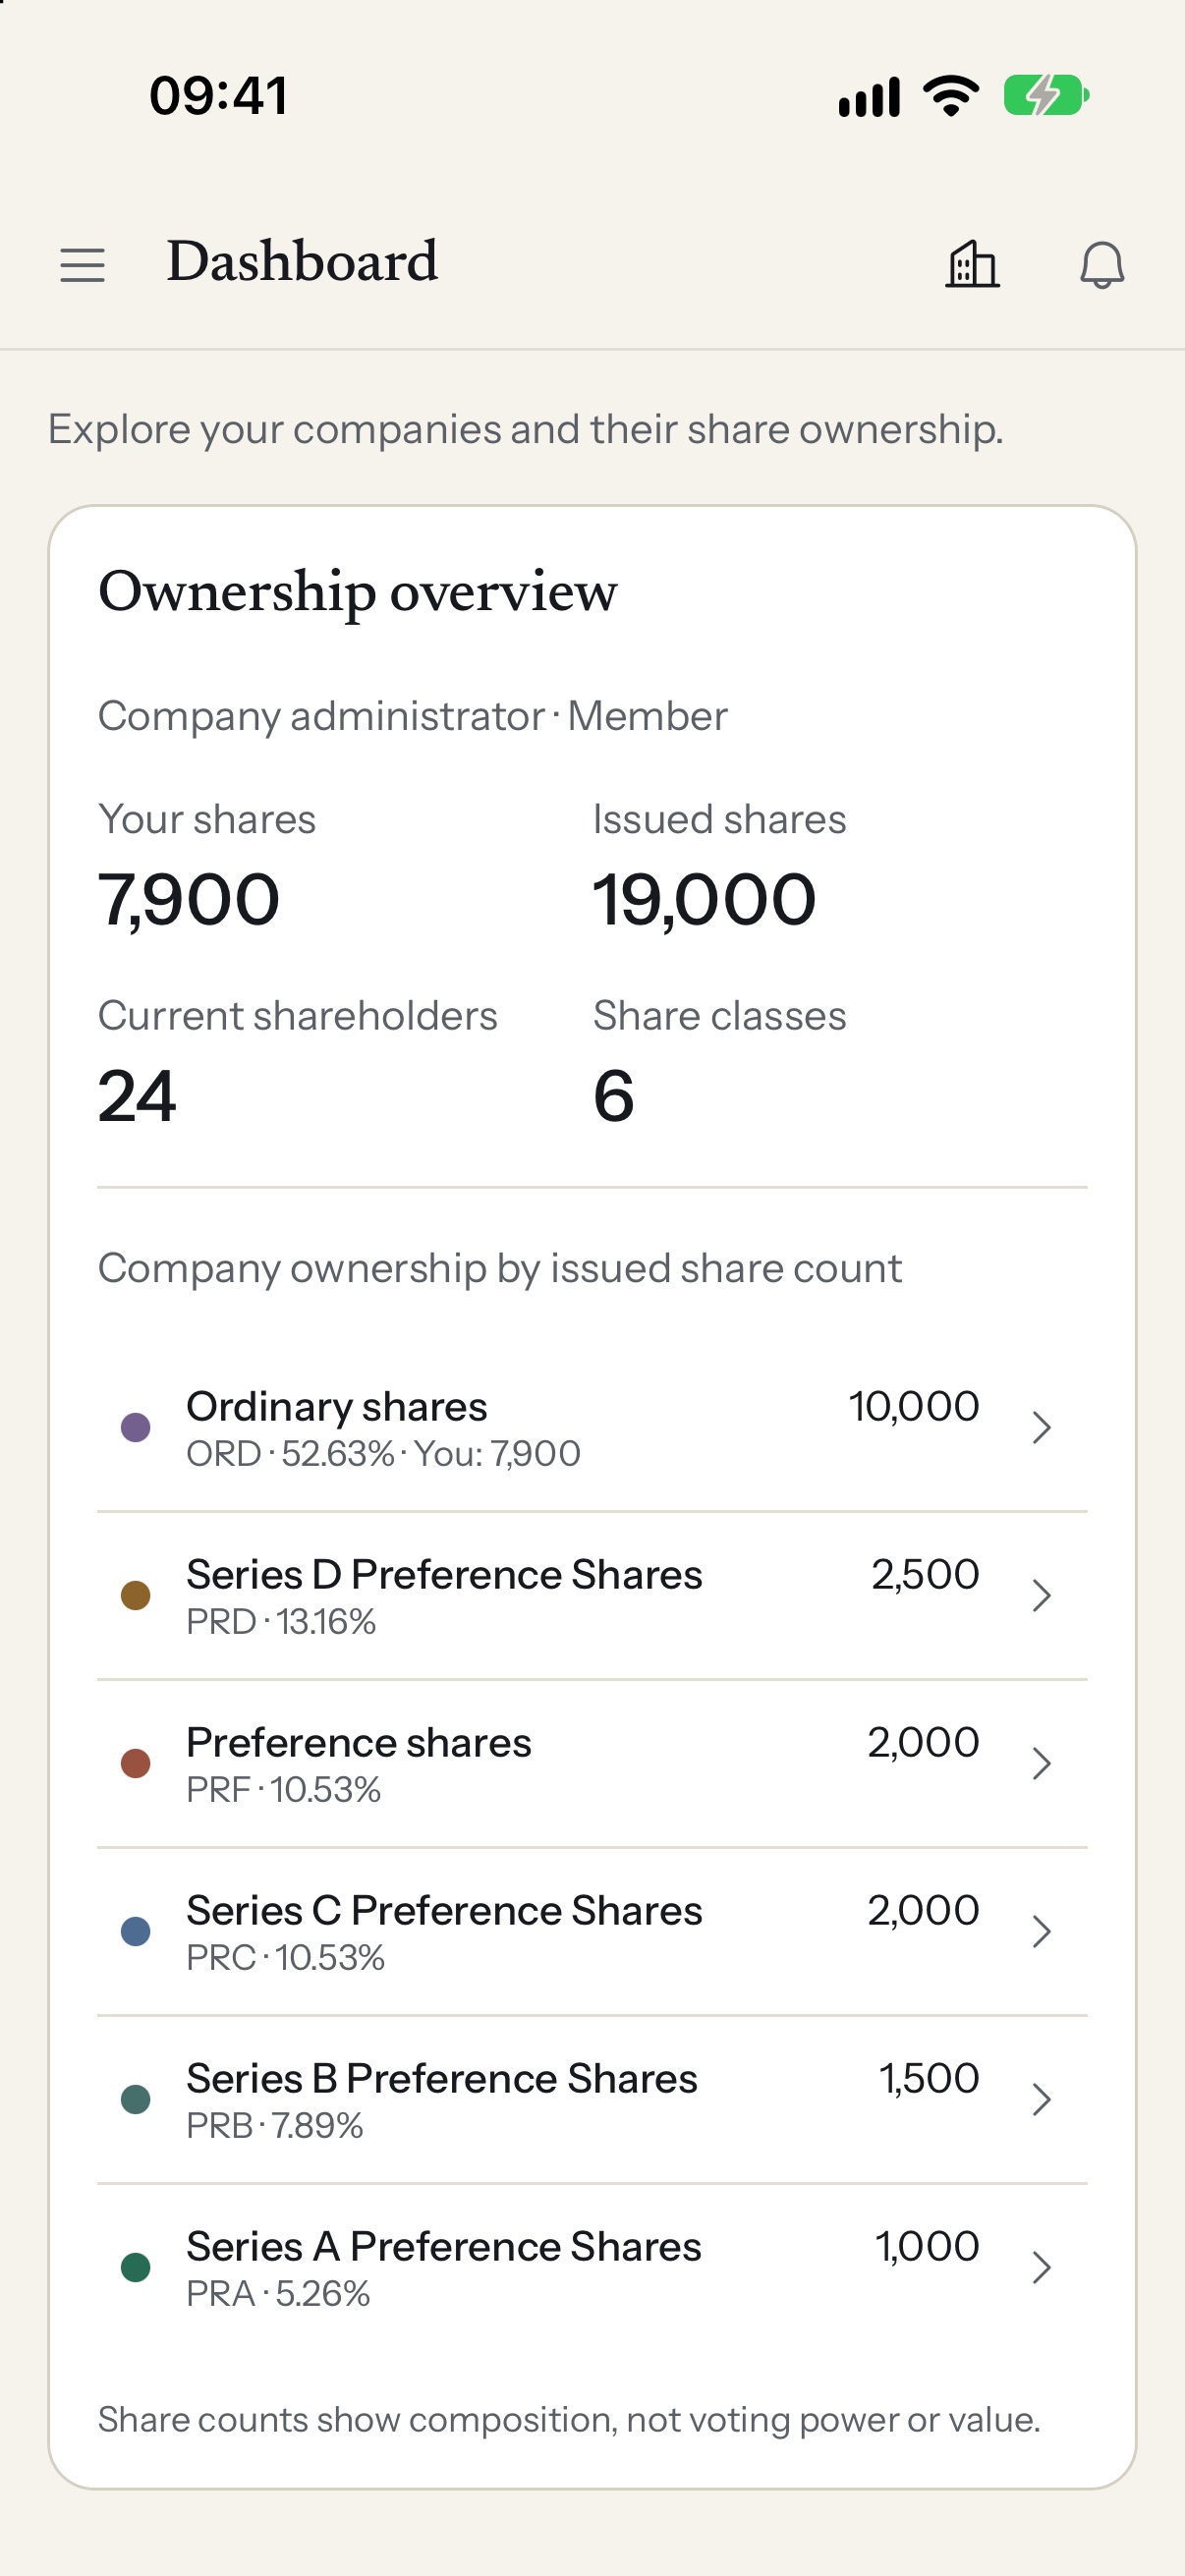 09:41
Dashboard
Explore your companies and their share ownership.
Ownership overview
Company administrator · Member
Your shares
Issued shares
7,900
19,000
Current shareholders
Share classes
24
6
Company ownership by issued share count
Ordinary shares
10,000
ORD · 52.63% · You: 7,900
Series D Preference Shares
2,500
PRD · 13.16%
Preference shares
2,000
PRF · 10.53%
Series C Preference Shares
2,000
PRC · 10.53%
Series B Preference Shares
1,500
PRB · 7.89%
Series A Preference Shares
1,000
PRA · 5.26%
Share counts show composition, not voting power or value.